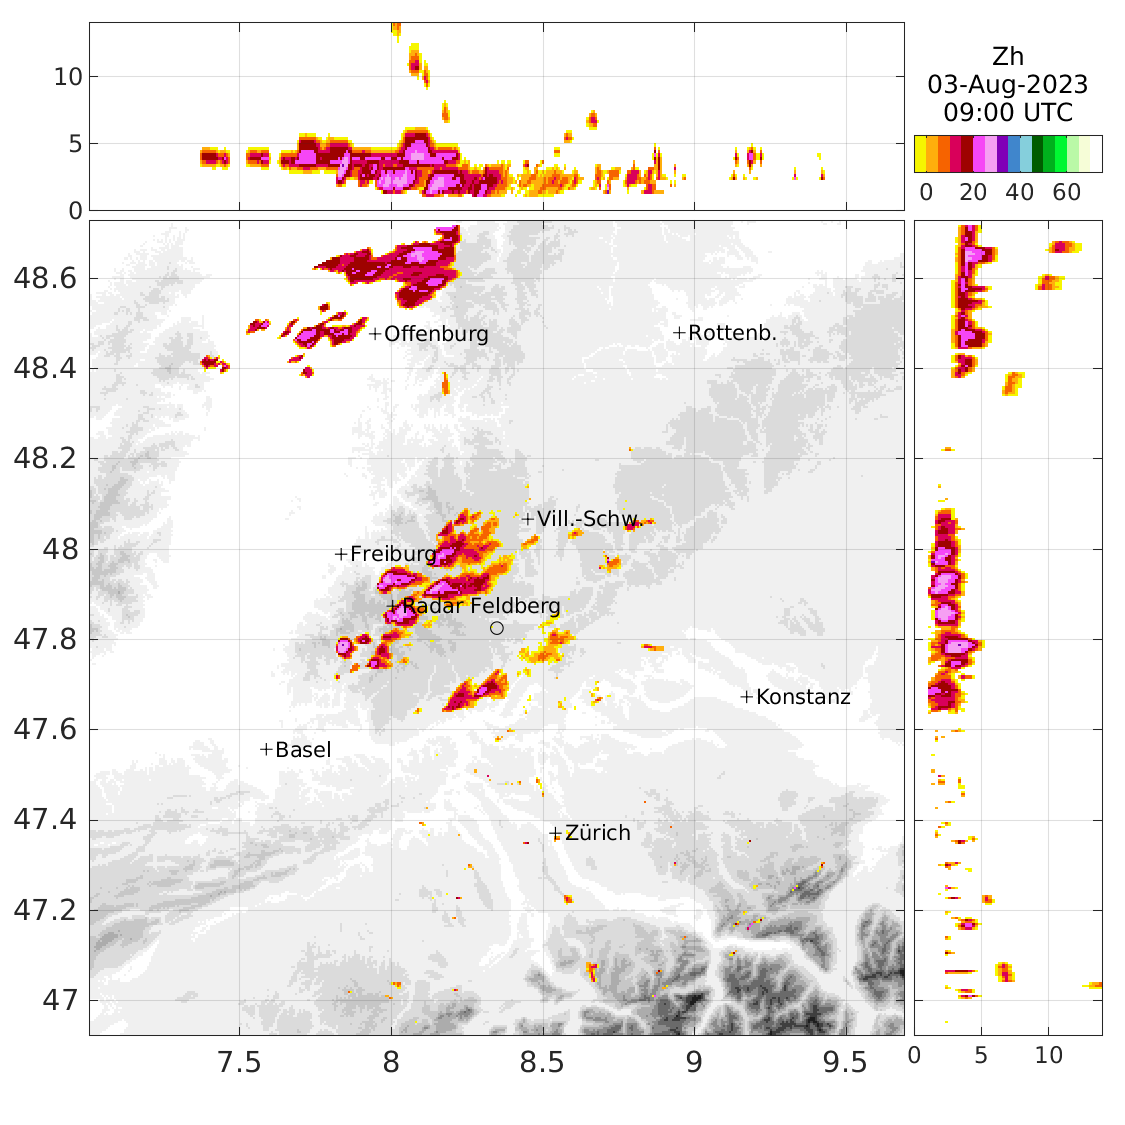 10
5
0
Zh
03-Aug-2023
09:00 UTC
0 20 40 60
48.6
48.4
48.2
48
47.8
47.6
47.4
47.2
47
+Offenburg
+Rottenb.
+Vill.-Schw.
+Freiburg
+Radar Feldberg
+Konstanz
+Basel
+Zürich
7.5 8 8.5 9 9.5
0 5 10